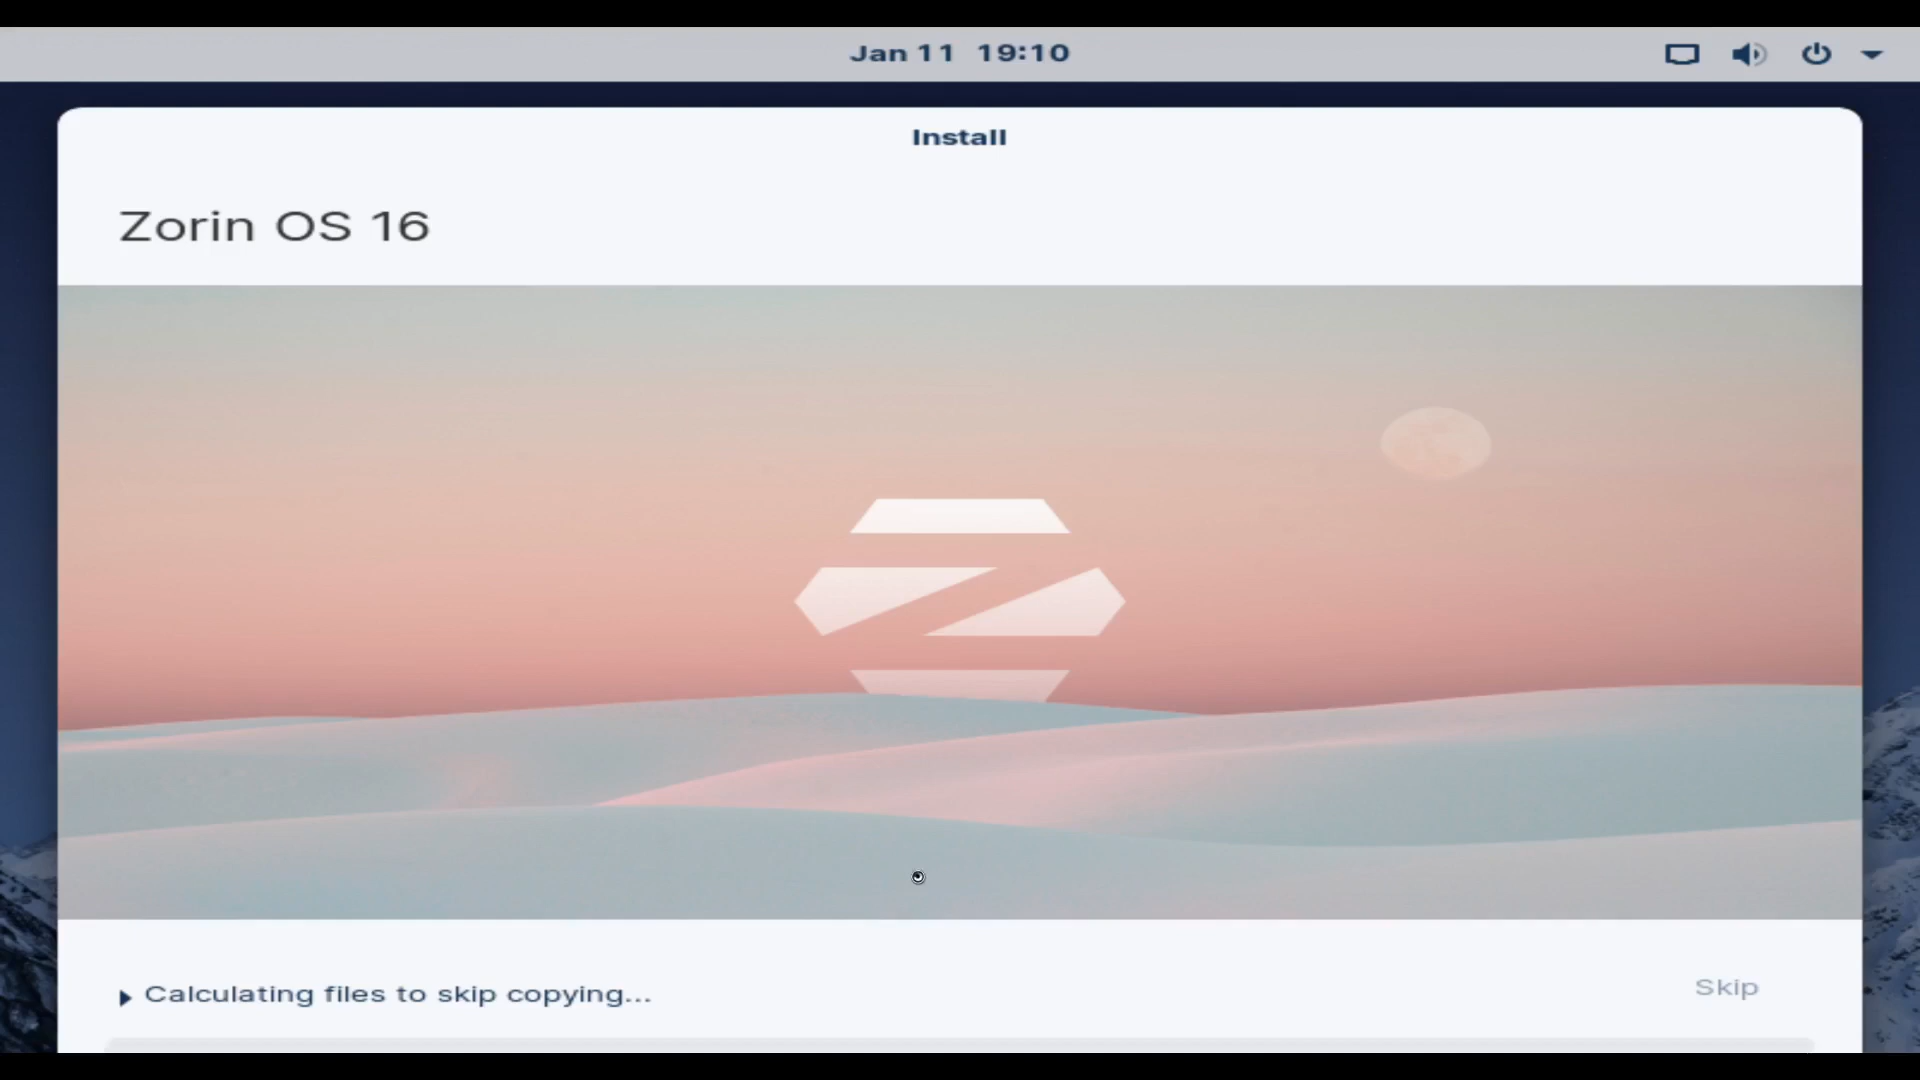 Jan 11 19:10
Install
Zorin OS 16
Calculating files to skip copying...
Skip